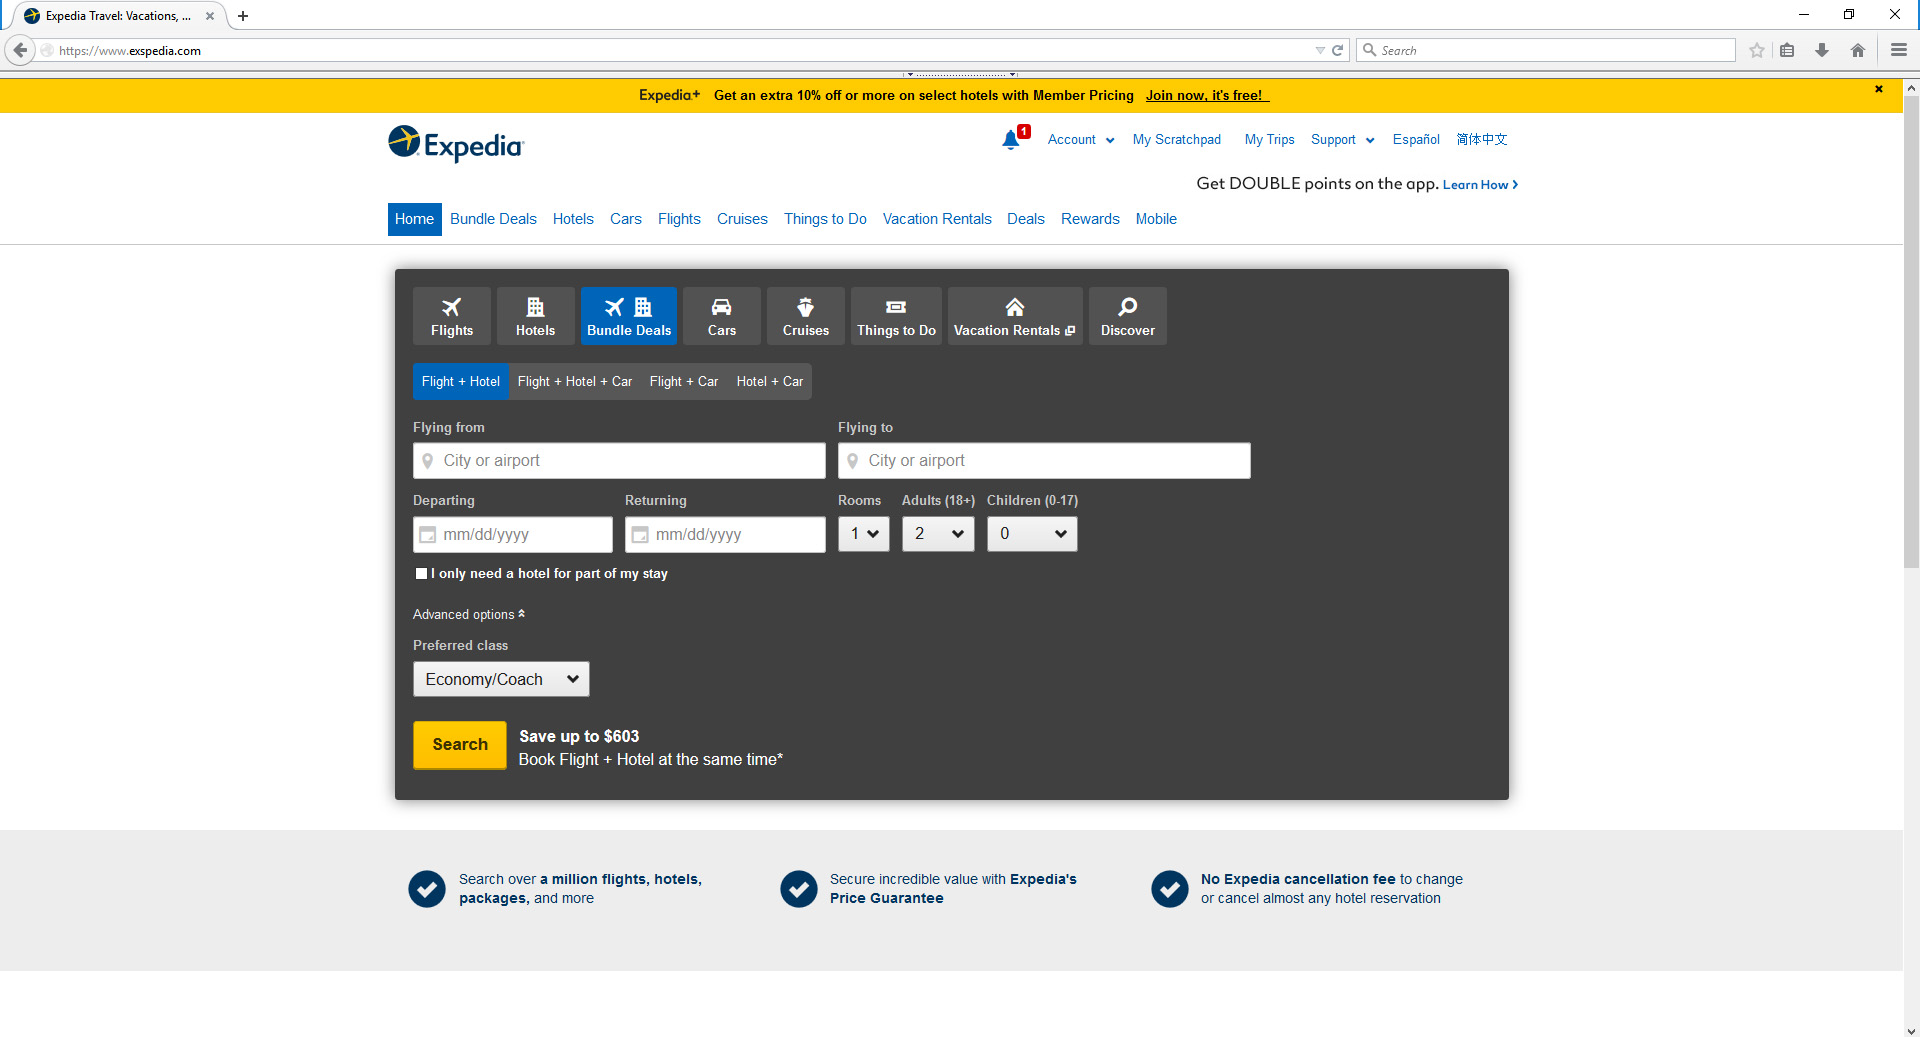 Expedia Travel: Vacations, ...
https://www.exspedia.com
Search
Expedia+ Get an extra 10% off or more on select hotels with Member Pricing Join now, it's free!
Expedia
1
Account My Scratchpad My Trips Support Español 简体中文
Get DOUBLE points on the app. Learn How
Home Bundle Deals Hotels Cars Flights Cruises Things to Do Vacation Rentals Deals Rewards Mobile
Flights Hotels Bundle Deals Cars Cruises Things to Do Vacation Rentals Discover
Flight + Hotel Flight + Hotel + Car Flight + Car Hotel + Car
Flying from Flying to
City or airport City or airport
Departing Returning Rooms Adults (18+) Children (0-17)
mm/dd/yyyy mm/dd/yyyy 1 2 0
I only need a hotel for part of my stay
Advanced options
Preferred class
Economy/Coach
Search
Save up to $603
Book Flight + Hotel at the same time*
Search over a million flights, hotels,
packages, and more
Secure incredible value with Expedia's
Price Guarantee
No Expedia cancellation fee to change
or cancel almost any hotel reservation